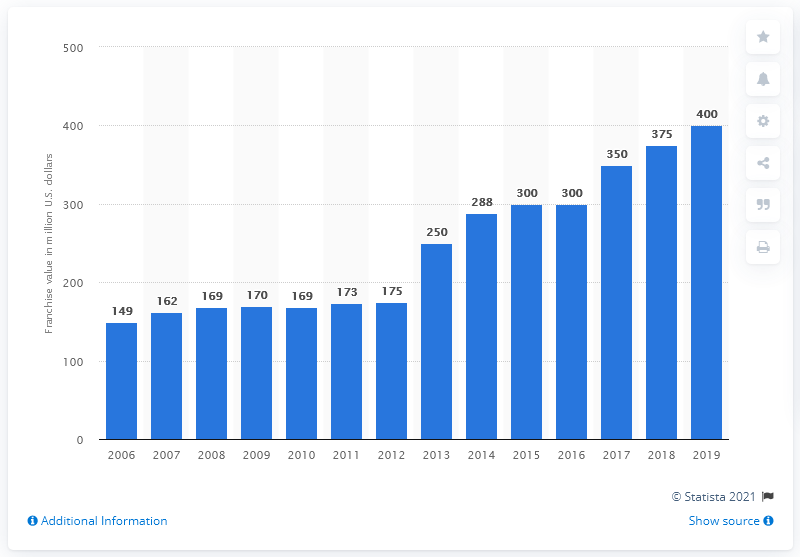 500
400
300
200
100
0
Franchise value in million U.S. dollars
149 162 169 170 169 173 175 250 288 300 300 350 375 400
2006 2007 2008 2009 2010 2011 2012 2013 2014 2015 2016 2017 2018 2019
© Statista 2021
Additional Information
Show source